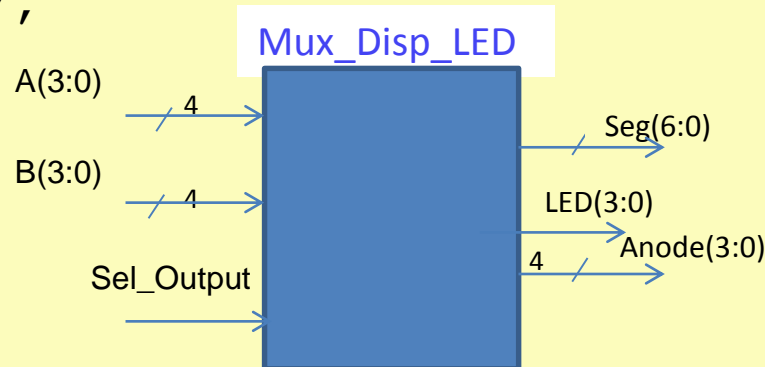 Mux_Disp_LED
A(3:0)
4
Seg(6:0)
B(3:0)
4
LED(3:0)
4
Anode(3:0)
Sel_Output